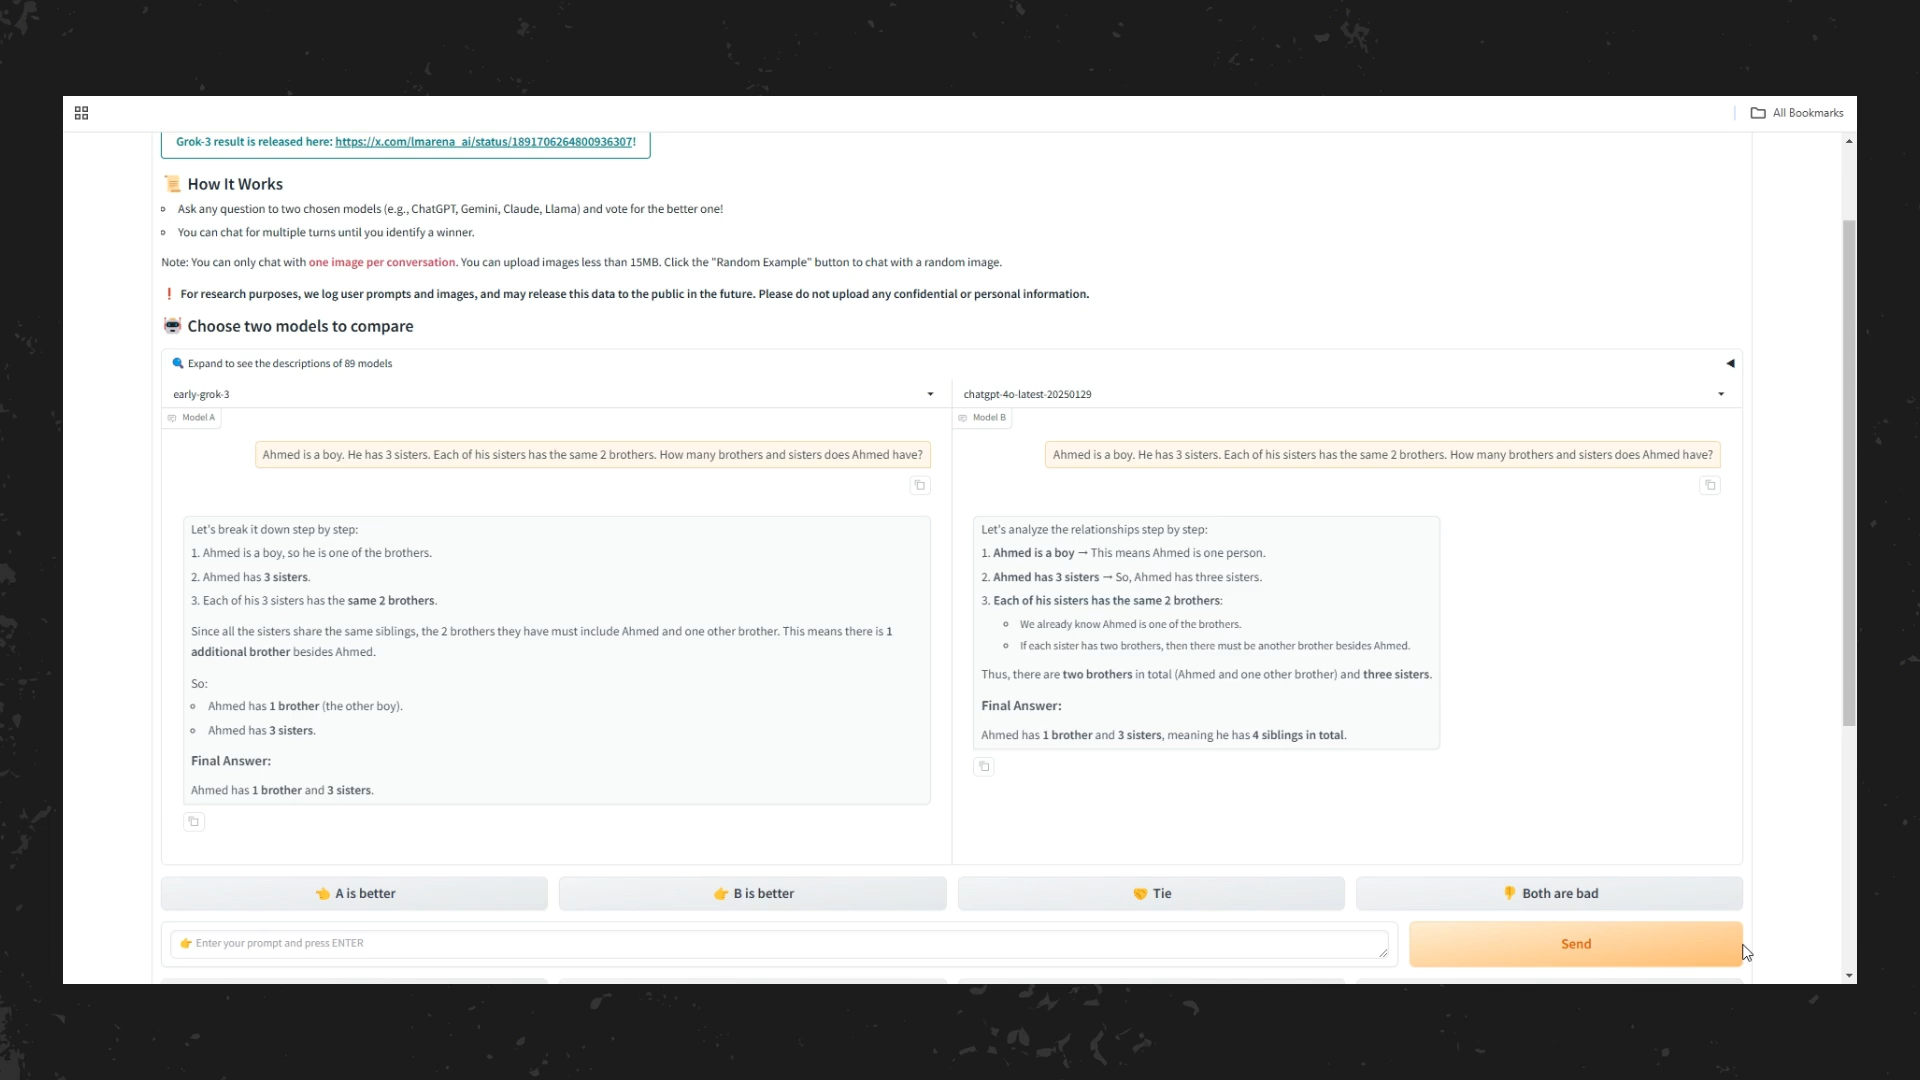 All Bookmarks
Grok-3 result is released here: https://x.com/lmarena_ai/status/1891706264800936307!
📜 How It Works
Ask any question to two chosen models (e.g., ChatGPT, Gemini, Claude, Llama) and vote for the better one!
You can chat for multiple turns until you identify a winner.
Note: You can only chat with one image per conversation. You can upload images less than 15MB. Click the "Random Example" button to chat with a random image.
❗ For research purposes, we log user prompts and images, and may release this data to the public in the future. Please do not upload any confidential or personal information.
🤖 Choose two models to compare
🔍 Expand to see the descriptions of 89 models
early-grok-3
Model A
Ahmed is a boy. He has 3 sisters. Each of his sisters has the same 2 brothers. How many brothers and sisters does Ahmed have?
Let's break it down step by step:
1. Ahmed is a boy, so he is one of the brothers.
2. Ahmed has 3 sisters.
3. Each of his 3 sisters has the same 2 brothers.
Since all the sisters share the same siblings, the 2 brothers they have must include Ahmed and one other brother. This means there is 1
additional brother besides Ahmed.
So:
Ahmed has 1 brother (the other boy).
Ahmed has 3 sisters.
Final Answer:
Ahmed has 1 brother and 3 sisters.
chatgpt-4o-latest-20250129
Model B
Ahmed is a boy. He has 3 sisters. Each of his sisters has the same 2 brothers. How many brothers and sisters does Ahmed have?
Let's analyze the relationships step by step:
1. Ahmed is a boy → This means Ahmed is one person.
2. Ahmed has 3 sisters → So, Ahmed has three sisters.
3. Each of his sisters has the same 2 brothers:
We already know Ahmed is one of the brothers.
If each sister has two brothers, then there must be another brother besides Ahmed.
Thus, there are two brothers in total (Ahmed and one other brother) and three sisters.
Final Answer:
Ahmed has 1 brother and 3 sisters, meaning he has 4 siblings in total.
👈 A is better
👉 B is better
🤝 Tie
👎 Both are bad
👉 Enter your prompt and press ENTER
Send